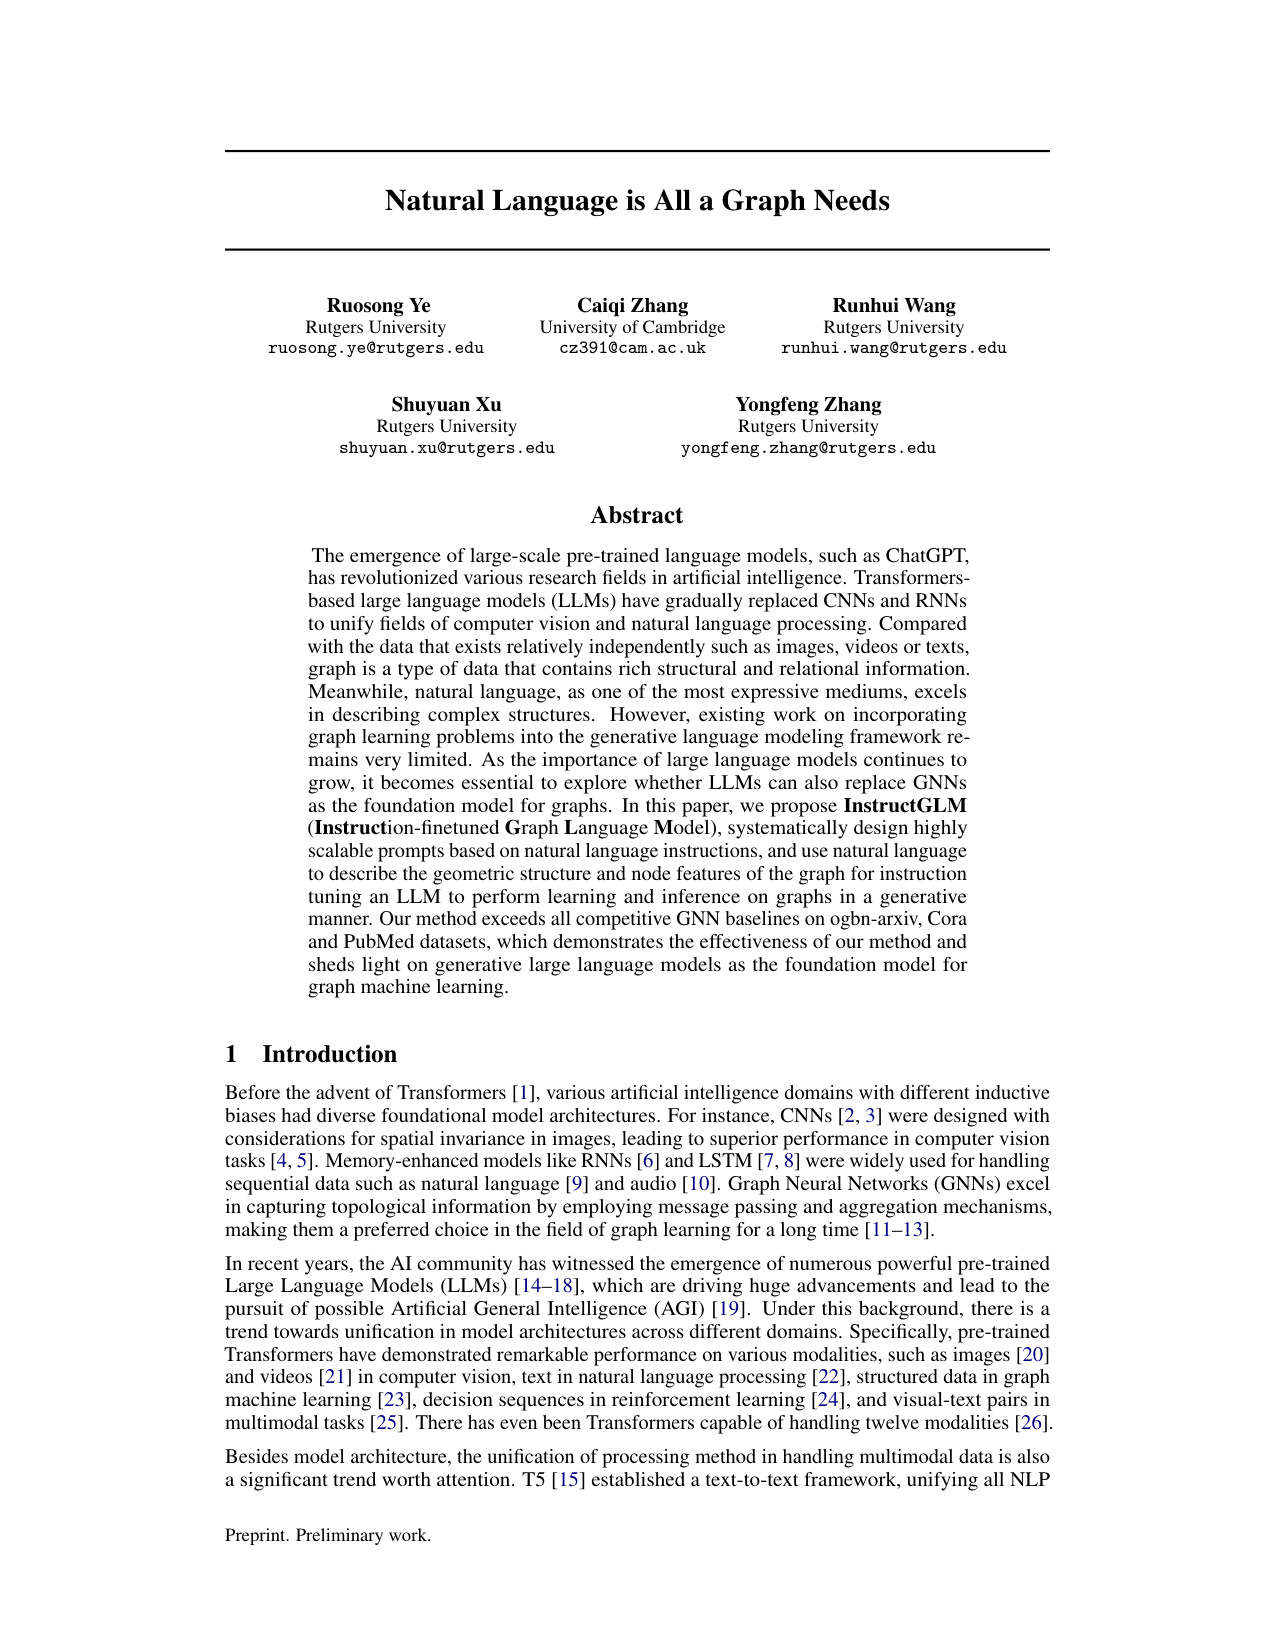 Natural Language is All a Graph Needs
Ruosong Ye
Rutgers University
ruosong.ye@rutgers.edu
Caiqi Zhang
University of Cambridge
cz391@cam.ac.uk
Runhui Wang
Rutgers University
runhui.wang@rutgers.edu
Shuyuan Xu
Rutgers University
shuyuan.xu@rutgers.edu
Yongfeng Zhang
Rutgers University
yongfeng.zhang@rutgers.edu
Abstract
The emergence of large-scale pre-trained language models, such as ChatGPT,
has revolutionized various research fields in artificial intelligence. Transformers-
based large language models (LLMs) have gradually replaced CNNs and RNNs
to unify fields of computer vision and natural language processing. Compared
with the data that exists relatively independently such as images, videos or texts,
graph is a type of data that contains rich structural and relational information.
Meanwhile, natural language, as one of the most expressive mediums, excels
in describing complex structures. However, existing work on incorporating
graph learning problems into the generative language modeling framework re-
mains very limited. As the importance of large language models continues to
grow, it becomes essential to explore whether LLMs can also replace GNNs
as the foundation model for graphs. In this paper, we propose InstructGLM
(Instruction-finetuned Graph Language Model), systematically design highly
scalable prompts based on natural language instructions, and use natural language
to describe the geometric structure and node features of the graph for instruction
tuning an LLM to perform learning and inference on graphs in a generative
manner. Our method exceeds all competitive GNN baselines on ogbn-arxiv, Cora
and PubMed datasets, which demonstrates the effectiveness of our method and
sheds light on generative large language models as the foundation model for
graph machine learning.
1 Introduction
Before the advent of Transformers [1], various artificial intelligence domains with different inductive
biases had diverse foundational model architectures. For instance, CNNs [2, 3] were designed with
considerations for spatial invariance in images, leading to superior performance in computer vision
tasks [4, 5]. Memory-enhanced models like RNNs [6] and LSTM [7, 8] were widely used for handling
sequential data such as natural language [9] and audio [10]. Graph Neural Networks (GNNs) excel
in capturing topological information by employing message passing and aggregation mechanisms,
making them a preferred choice in the field of graph learning for a long time [11–13].
In recent years, the AI community has witnessed the emergence of numerous powerful pre-trained
Large Language Models (LLMs) [14–18], which are driving huge advancements and lead to the
pursuit of possible Artificial General Intelligence (AGI) [19]. Under this background, there is a
trend towards unification in model architectures across different domains. Specifically, pre-trained
Transformers have demonstrated remarkable performance on various modalities, such as images [20]
and videos [21] in computer vision, text in natural language processing [22], structured data in graph
machine learning [23], decision sequences in reinforcement learning [24], and visual-text pairs in
multimodal tasks [25]. There has even been Transformers capable of handling twelve modalities [26].
Besides model architecture, the unification of processing method in handling multimodal data is also
a significant trend worth attention. T5 [15] established a text-to-text framework, unifying all NLP
Preprint. Preliminary work.